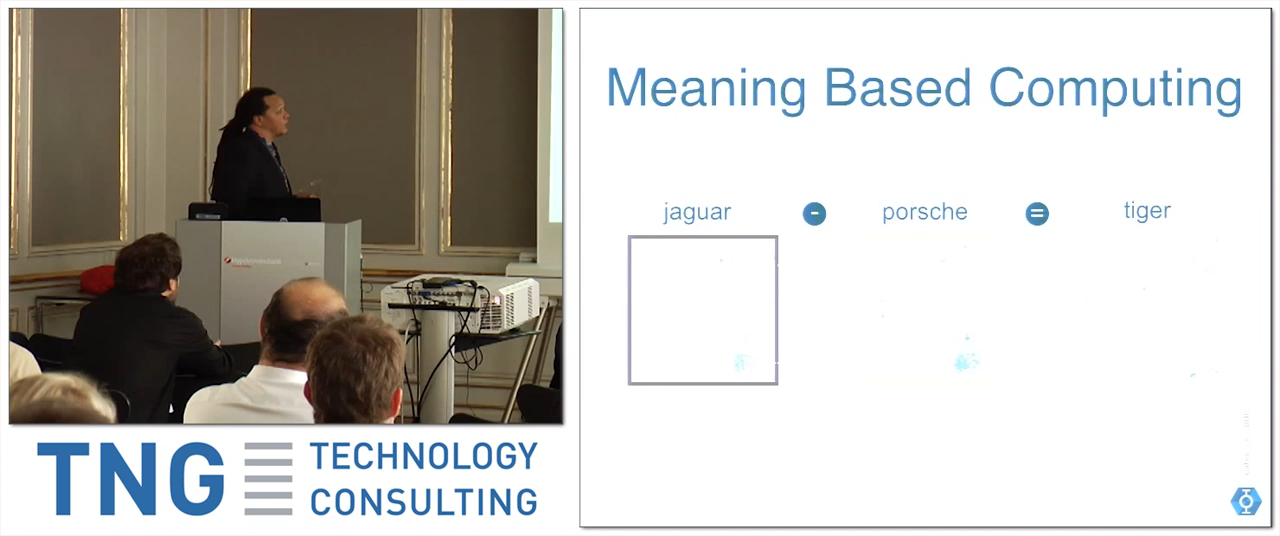 Meaning Based Computing
jaguar - porsche = tiger
TNG TECHNOLOGY
CONSULTING